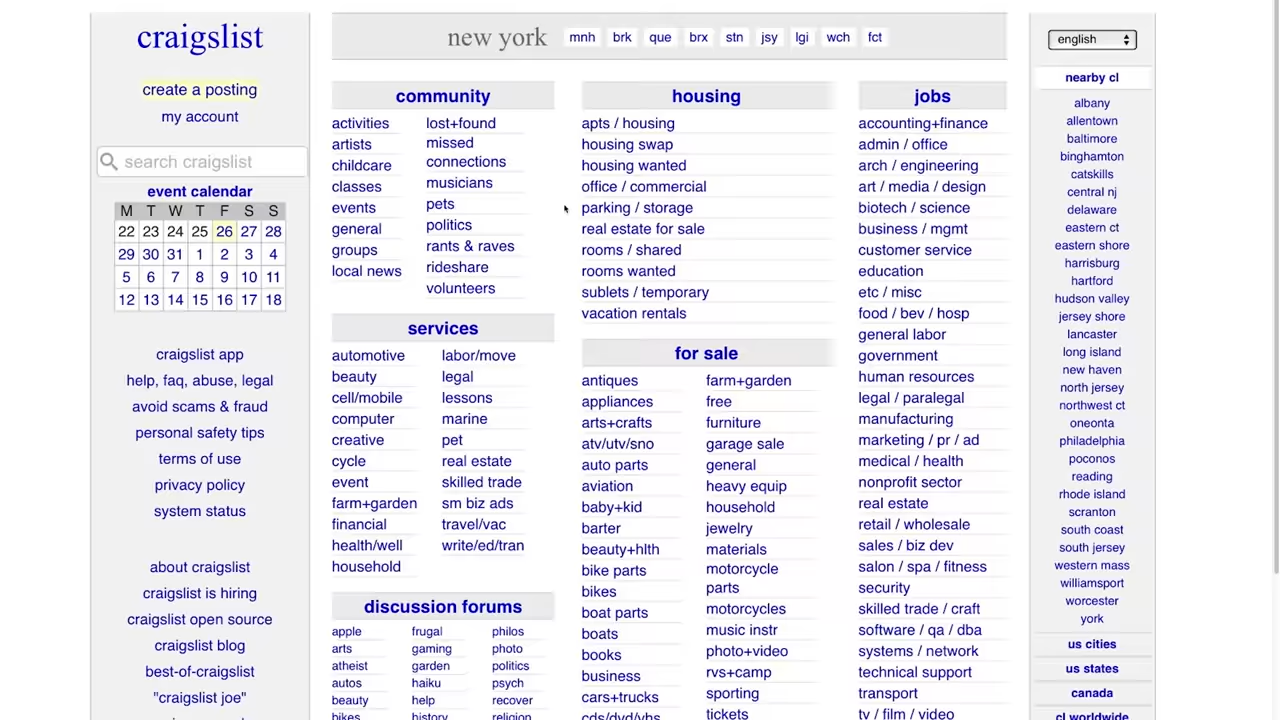 craigslist
create a posting
my account
search craigslist
event calendar
M T W T F S S
22 23 24 25 26 27 28
29 30 31 1 2 3 4
5 6 7 8 9 10 11
12 13 14 15 16 17 18
craigslist app
help, faq, abuse, legal
avoid scams & fraud
personal safety tips
terms of use
privacy policy
system status
about craigslist
craigslist is hiring
craigslist open source
craigslist blog
best-of-craigslist
"craigslist joe"
new york mnh brk que brx stn jsy lgi wch fct
community
activities
artists
childcare
classes
events
general
groups
local news
lost+found
missed
connections
musicians
pets
politics
rants & raves
rideshare
volunteers
services
automotive
beauty
cell/mobile
computer
creative
cycle
event
farm+garden
financial
health/well
household
labor/move
legal
lessons
marine
pet
real estate
skilled trade
sm biz ads
travel/vac
write/ed/tran
discussion forums
apple
arts
atheist
autos
beauty
bikes
frugal
gaming
garden
haiku
help
history
philos
photo
politics
psych
recover
religion
housing
apts / housing
housing swap
housing wanted
office / commercial
parking / storage
real estate for sale
rooms / shared
rooms wanted
sublets / temporary
vacation rentals
for sale
antiques
appliances
arts+crafts
atv/utv/sno
auto parts
aviation
baby+kid
barter
beauty+hlth
bike parts
bikes
boat parts
boats
books
business
cars+trucks
cds/dvd/vhs
farm+garden
free
furniture
garage sale
general
heavy equip
household
jewelry
materials
motorcycle
parts
motorcycles
music instr
photo+video
rvs+camp
sporting
tickets
jobs
accounting+finance
admin / office
arch / engineering
art / media / design
biotech / science
business / mgmt
customer service
education
etc / misc
food / bev / hosp
general labor
government
human resources
legal / paralegal
manufacturing
marketing / pr / ad
medical / health
nonprofit sector
real estate
retail / wholesale
sales / biz dev
salon / spa / fitness
security
skilled trade / craft
software / qa / dba
systems / network
technical support
transport
tv / film / video
english
nearby cl
albany
allentown
baltimore
binghamton
catskills
central nj
delaware
eastern ct
eastern shore
harrisburg
hartford
hudson valley
jersey shore
lancaster
long island
new haven
north jersey
northwest ct
oneonta
philadelphia
poconos
reading
rhode island
scranton
south coast
south jersey
western mass
williamsport
worcester
york
us cities
us states
canada
cl worldwide